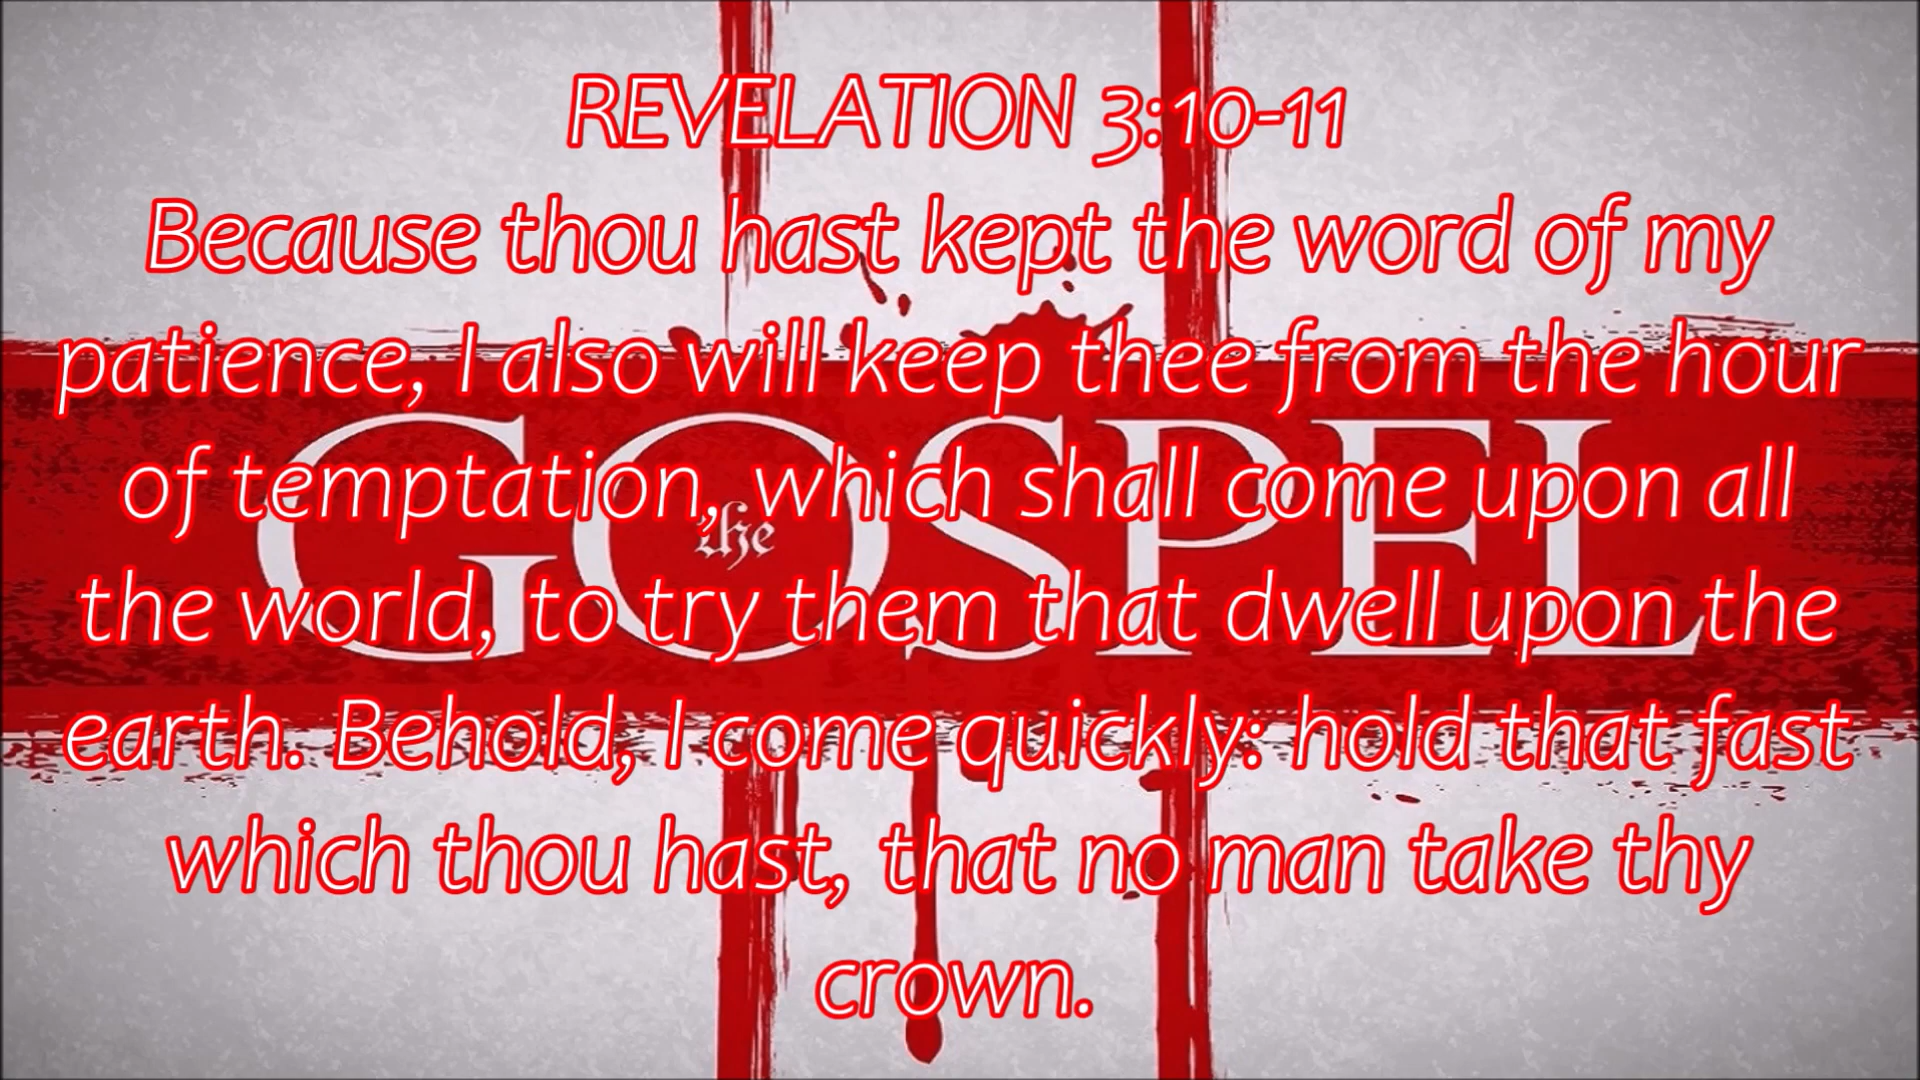 REVELATION 3:10-11
Because thou hast kept the word of my
patience, I also will keep thee from the hour
of temptation, which shall come upon all
the world, to try them that dwell upon the
earth. Behold, I come quickly: hold that fast
which thou hast, that no man take thy
crown.
the
GOSPEL